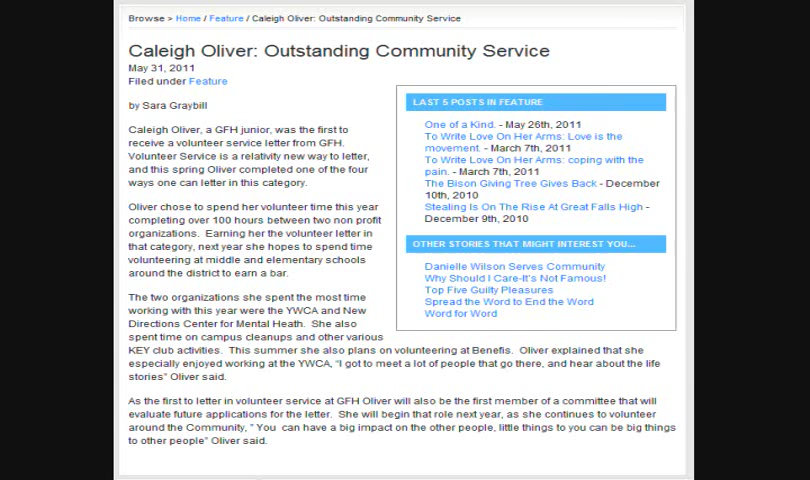 Browse > Home / Feature / Caleigh Oliver: Outstanding Community Service
Caleigh Oliver: Outstanding Community Service
May 31, 2011
Filed under Feature
by Sara Graybill
Caleigh Oliver, a GFH junior, was the first to
receive a volunteer service letter from GFH.
Volunteer Service is a relativity new way to letter,
and this spring Oliver completed one of the four
ways one can letter in this category.
Oliver chose to spend her volunteer time this year
completing over 100 hours between two non profit
organizations.  Earning her the volunteer letter in
that category, next year she hopes to spend time
volunteering at middle and elementary schools
around the district to earn a bar.
The two organizations she spent the most time
working with this year were the YWCA and New
Directions Center for Mental Heath.  She also
spent time on campus cleanups and other various
KEY club activities.  This summer she also plans on volunteering at Benefis.  Oliver explained that she
especially enjoyed working at the YWCA, “I got to meet a lot of people that go there, and hear about the life
stories” Oliver said.
As the first to letter in volunteer service at GFH Oliver will also be the first member of a committee that will
evaluate future applications for the letter.  She will begin that role next year, as she continues to volunteer
around the Community, ” You  can have a big impact on the other people, little things to you can be big things
to other people” Oliver said.
LAST 5 POSTS IN FEATURE
One of a Kind. - May 26th, 2011
To Write Love On Her Arms: Love is the
movement. - March 7th, 2011
To Write Love On Her Arms: coping with the
pain. - March 7th, 2011
The Bison Giving Tree Gives Back - December
10th, 2010
Stealing Is On The Rise At Great Falls High -
December 9th, 2010
OTHER STORIES THAT MIGHT INTEREST YOU...
Danielle Wilson Serves Community
Why Should I Care-It's Not Famous!
Top Five Guilty Pleasures
Spread the Word to End the Word
Word for Word